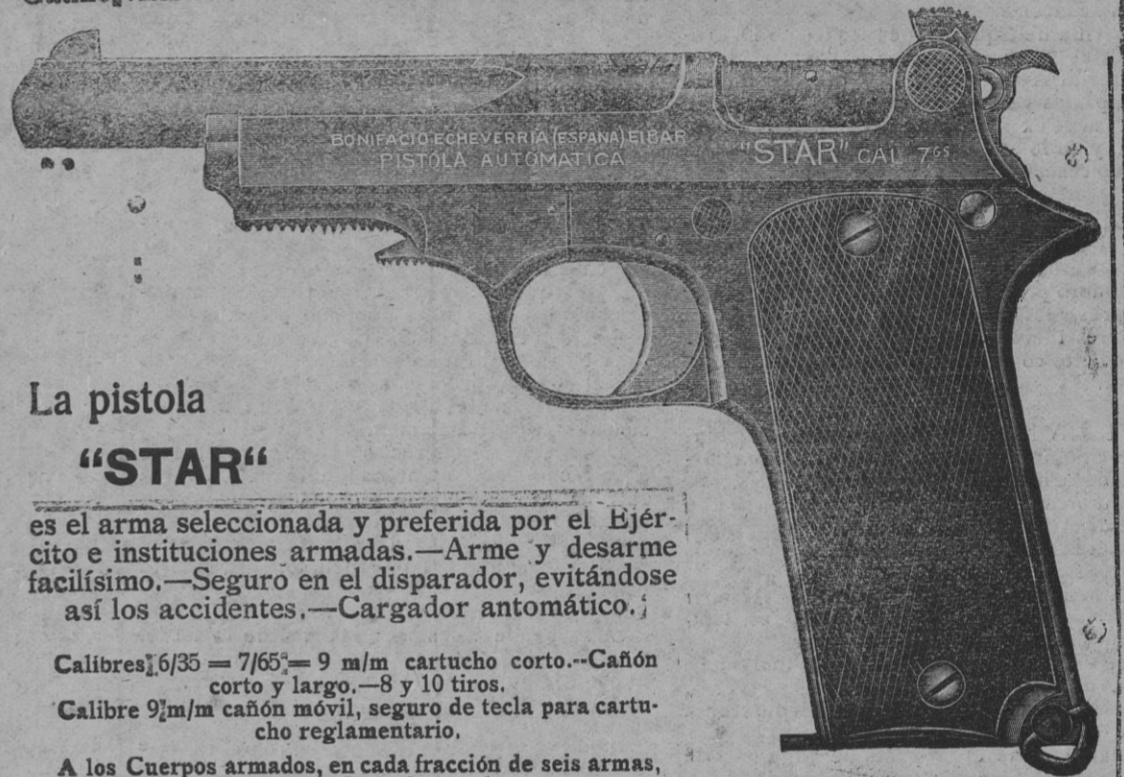 BONIFACIO ECHEVERRIA (ESPAÑA) EIBAR
PISTOLA AUTOMATICA
"STAR" CAL 7⁶⁵
La pistola
“STAR“
es el arma seleccionada y preferida por el Ejér-
cito e instituciones armadas.—Arme y desarme
facilísimo.—Seguro en el disparador, evitándose
así los accidentes.—Cargador antomático.
Calibres 6/35 = 7/65 = 9 m/m cartucho corto.--Cañón
corto y largo.—8 y 10 tiros.
Calibre 9 m/m cañón móvil, seguro de tecla para cartu-
cho reglamentario.
A los Cuerpos armados, en cada fracción de seis armas,